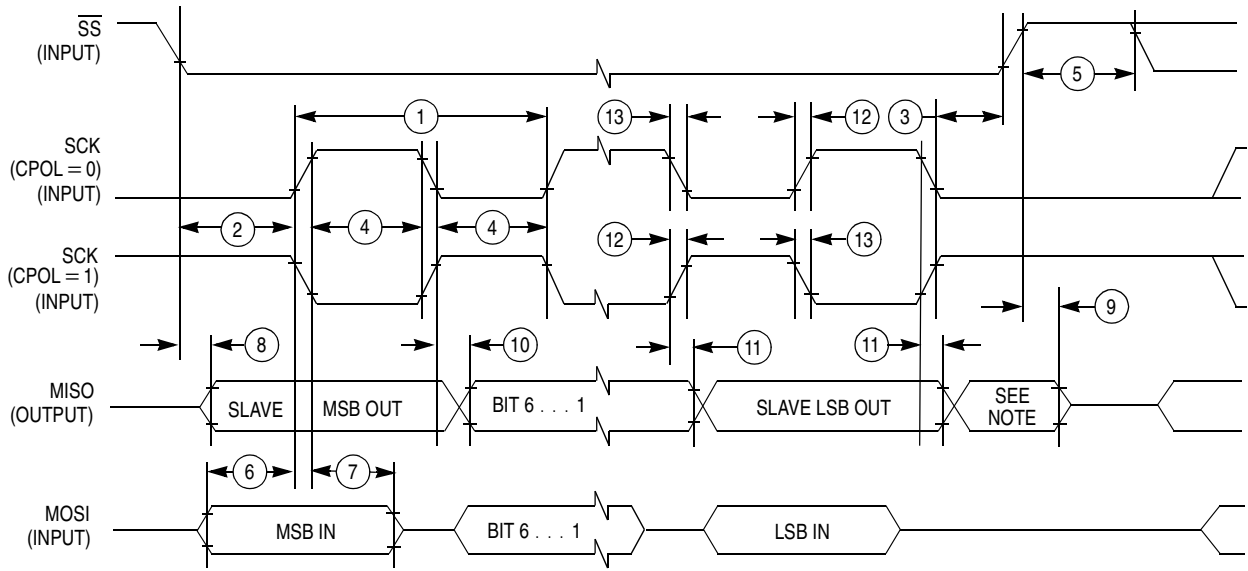 SS
(INPUT)
5
1
13
12
3
SCK
(CPOL = 0)
(INPUT)
2
4
4
12
13
SCK
(CPOL = 1)
(INPUT)
9
8
10
11
11
MISO
(OUTPUT)
SLAVE
MSB OUT
BIT 6 . . . 1
SLAVE LSB OUT
SEE
NOTE
6
7
MOSI
(INPUT)
MSB IN
BIT 6 . . . 1
LSB IN